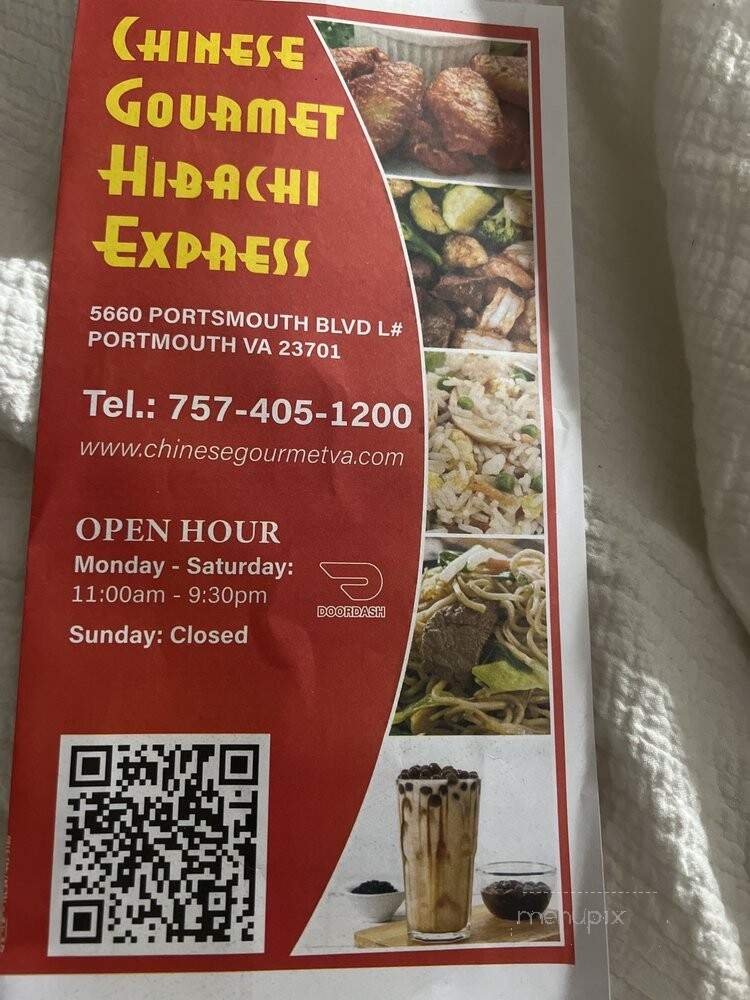 CHINESE
GOURMET
HIBACHI
EXPRESS
5660 PORTSMOUTH BLVD L#
PORTMOUTH VA 23701
Tel.: 757-405-1200
www.chinesegourmetva.com
OPEN HOUR
Monday - Saturday:
11:00am - 9:30pm
DOORDASH
Sunday: Closed
menupix